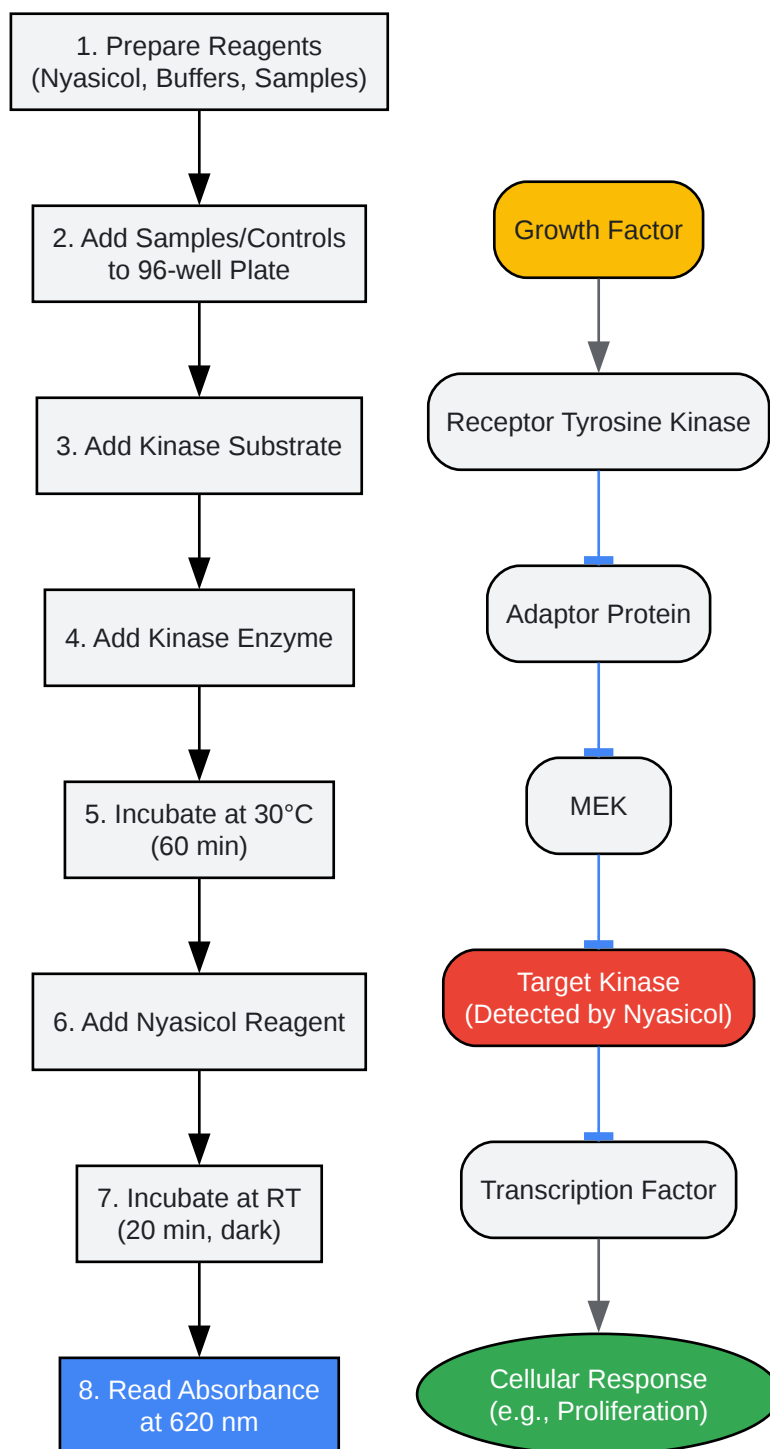 1. Prepare Reagents
(Nyasicol, Buffers, Samples)
2. Add Samples/Controls
to 96-well Plate
3. Add Kinase Substrate
4. Add Kinase Enzyme
5. Incubate at 30°C
(60 min)
6. Add Nyasicol Reagent
7. Incubate at RT
(20 min, dark)
8. Read Absorbance
at 620 nm
Growth Factor
Receptor Tyrosine Kinase
Adaptor Protein
MEK
Target Kinase
(Detected by Nyasicol)
Transcription Factor
Cellular Response
(e.g., Proliferation)